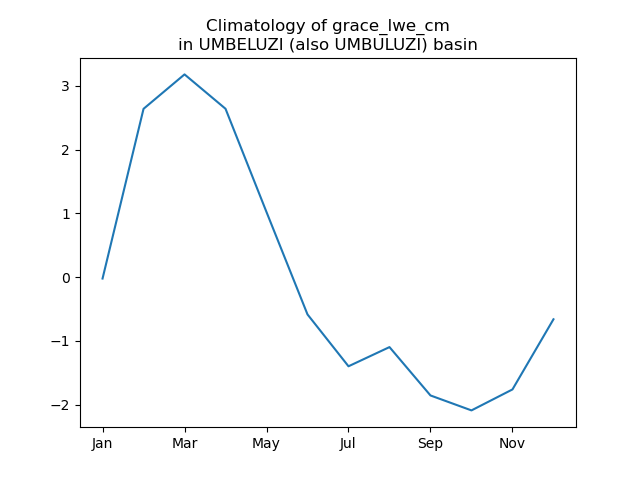 Climatology of grace_lwe_cm
in UMBELUZI (also UMBULUZI) basin
3
2
1
0
−1
−2
Jan
Mar
May
Jul
Sep
Nov